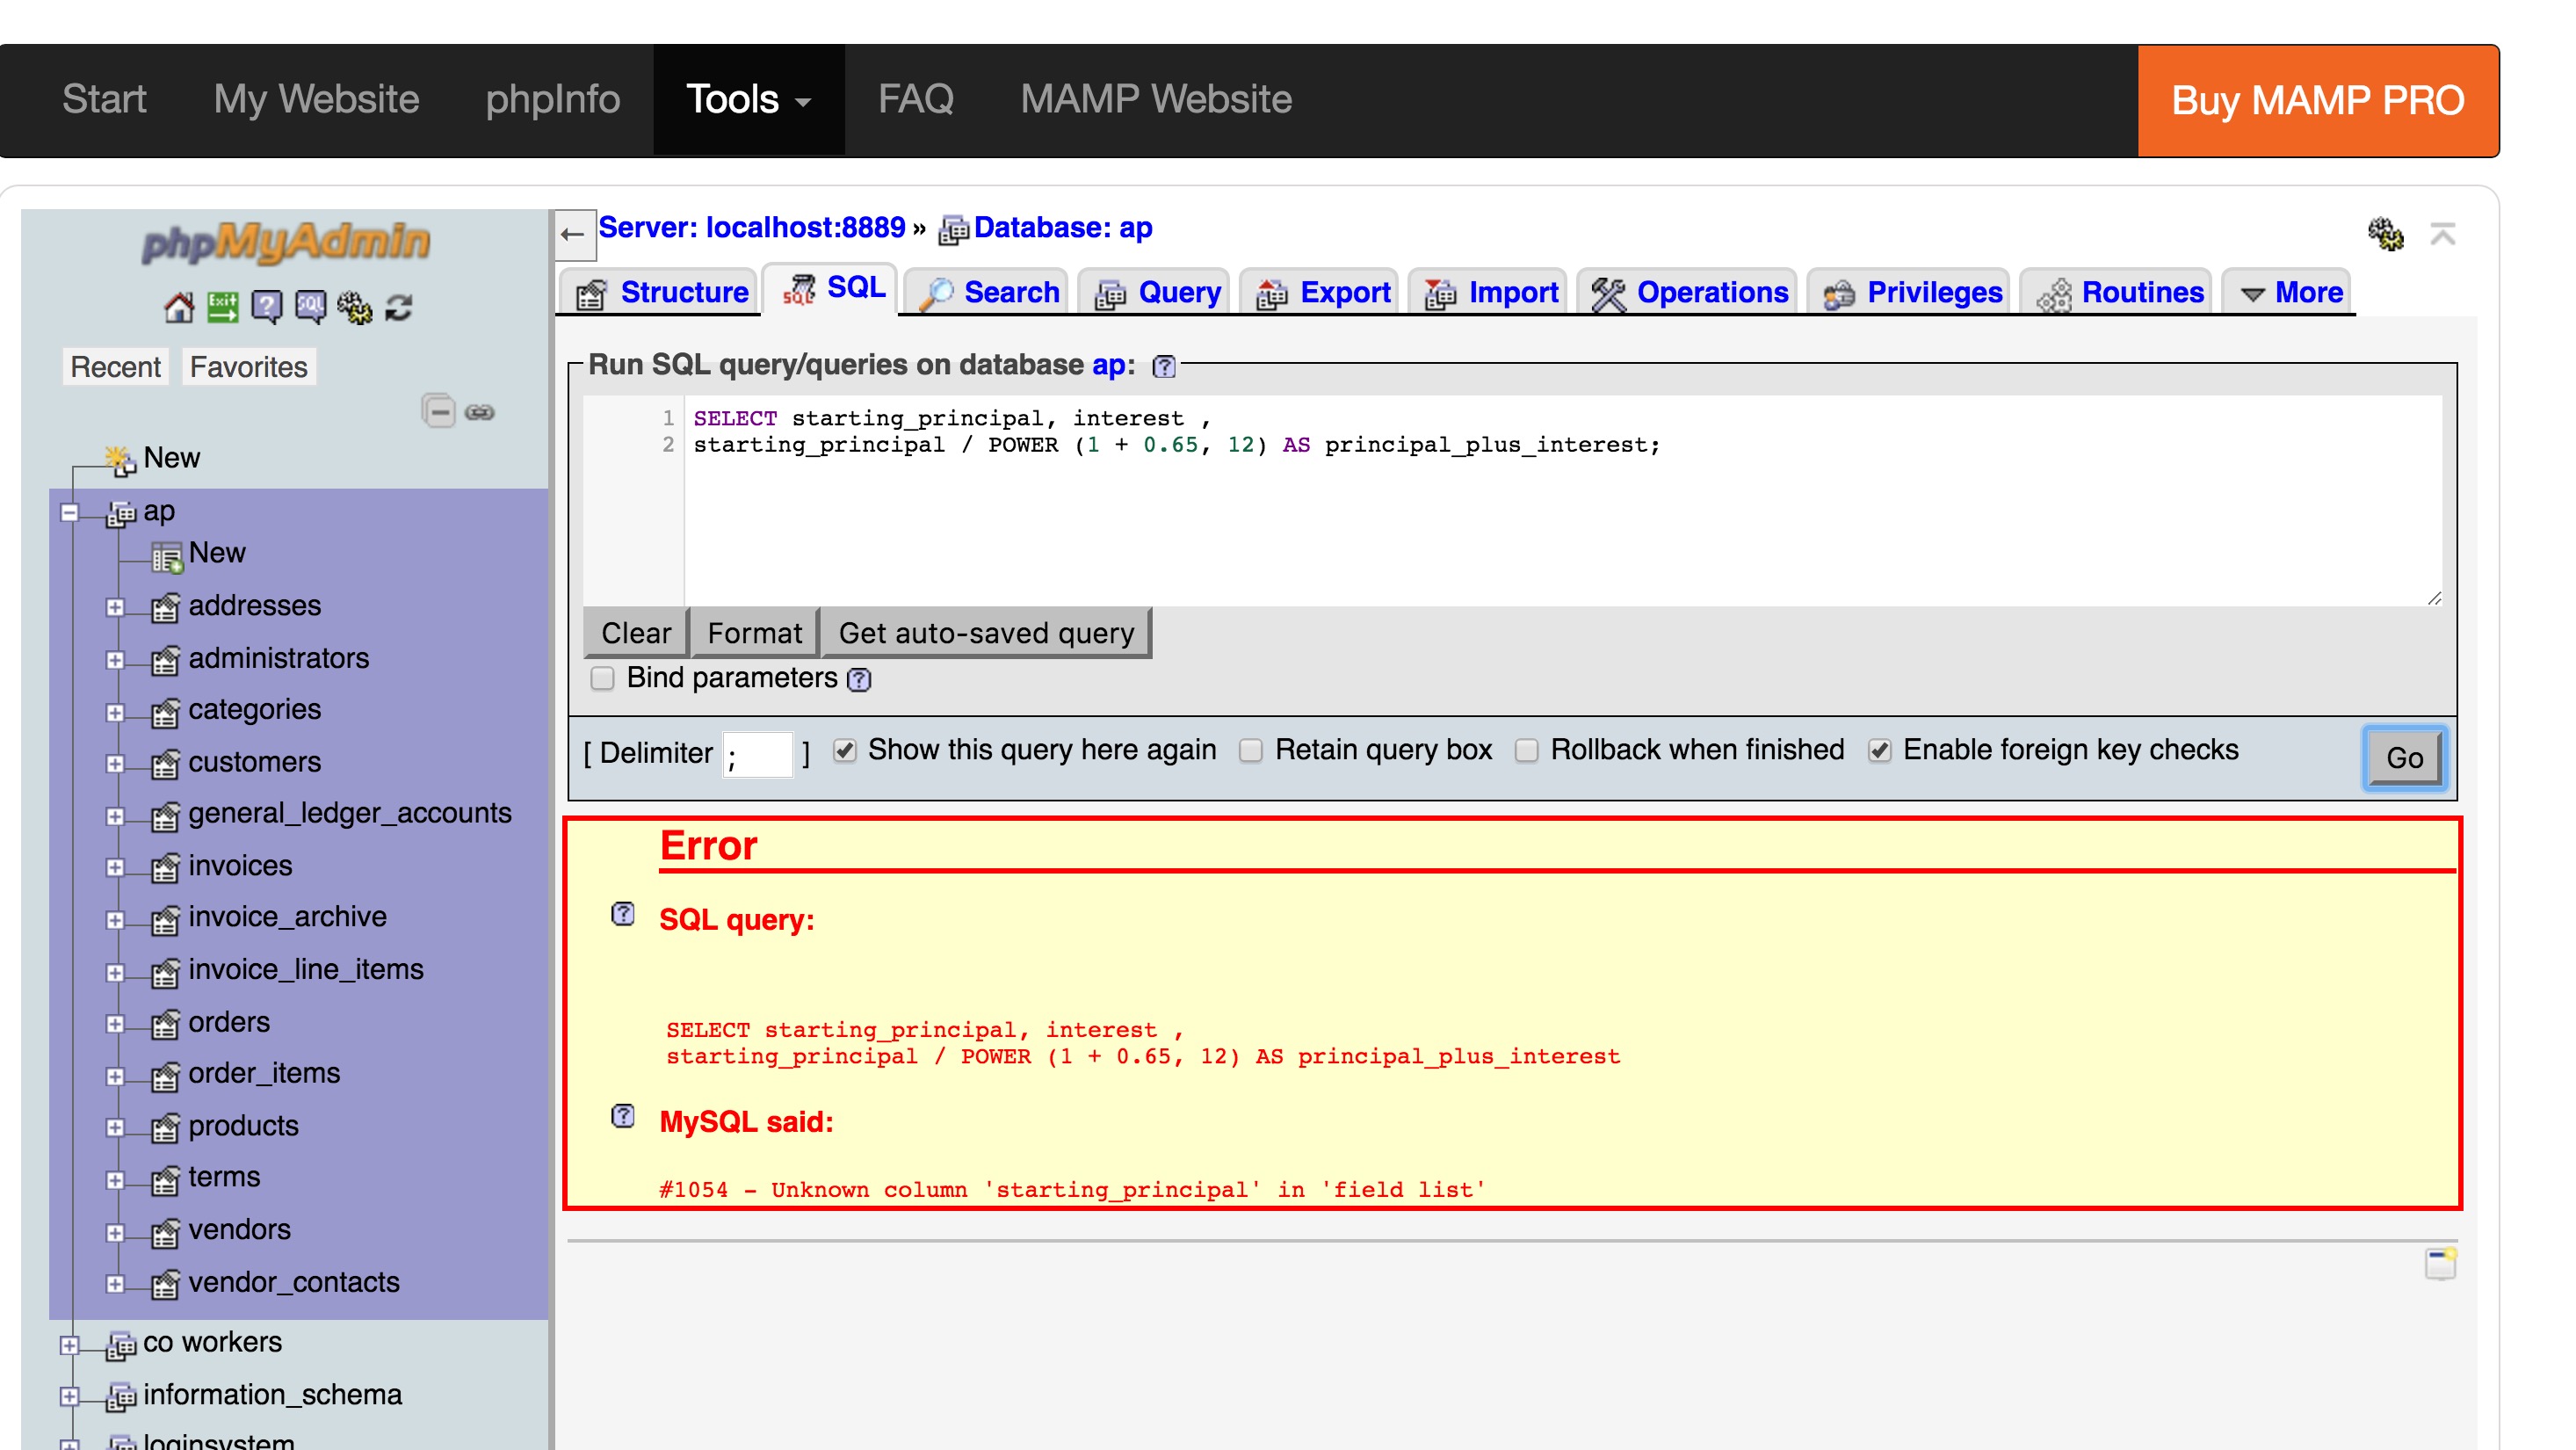 Start My Website phpInfo Tools FAQ MAMP Website Buy MAMP PRO
phpMyAdmin
Exit SQL
Recent Favorites
New
ap
New
addresses
administrators
categories
customers
general_ledger_accounts
invoices
invoice_archive
invoice_line_items
orders
order_items
products
terms
vendors
vendor_contacts
co workers
information_schema
loginsystem
Server: localhost:8889 » Database: ap
Structure SQL Search Query Export Import Operations Privileges Routines More
Run SQL query/queries on database ap:
1 SELECT starting_principal, interest ,
2 starting_principal / POWER (1 + 0.65, 12) AS principal_plus_interest;
Clear Format Get auto-saved query
Bind parameters
[ Delimiter ; ] Show this query here again Retain query box Rollback when finished Enable foreign key checks Go
Error
SQL query:
SELECT starting_principal, interest ,
starting_principal / POWER (1 + 0.65, 12) AS principal_plus_interest
MySQL said:
#1054 - Unknown column 'starting_principal' in 'field list'